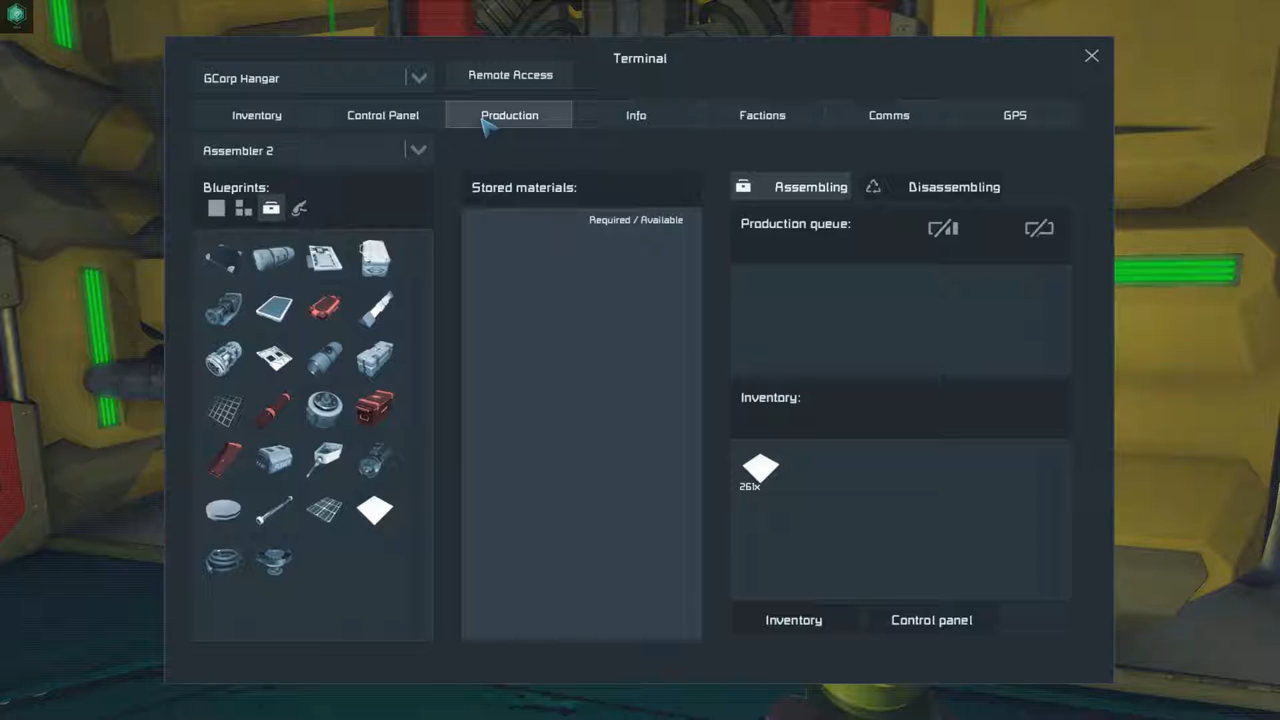 Terminal
GCorp Hangar
Remote Access
Inventory
Control Panel
Production
Info
Factions
Comms
GPS
Assembler 2
Blueprints:
Stored materials:
Required / Available
Assembling
Disassembling
Production queue:
Inventory:
261x
Inventory
Control panel